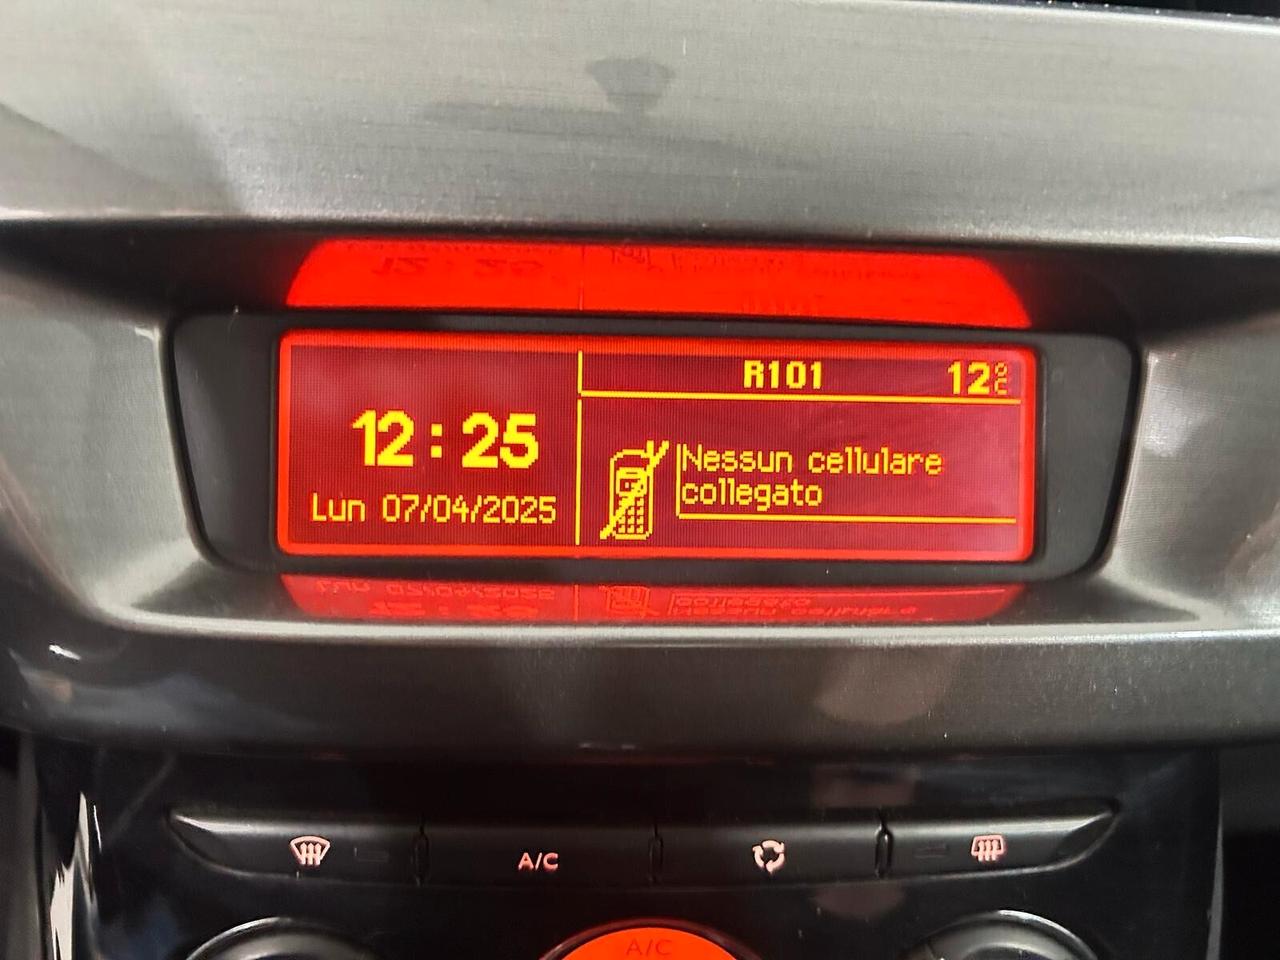 R101 12°C
12:25
Lun 07/04/2025
Nessun cellulare
collegato
A/C
A/C